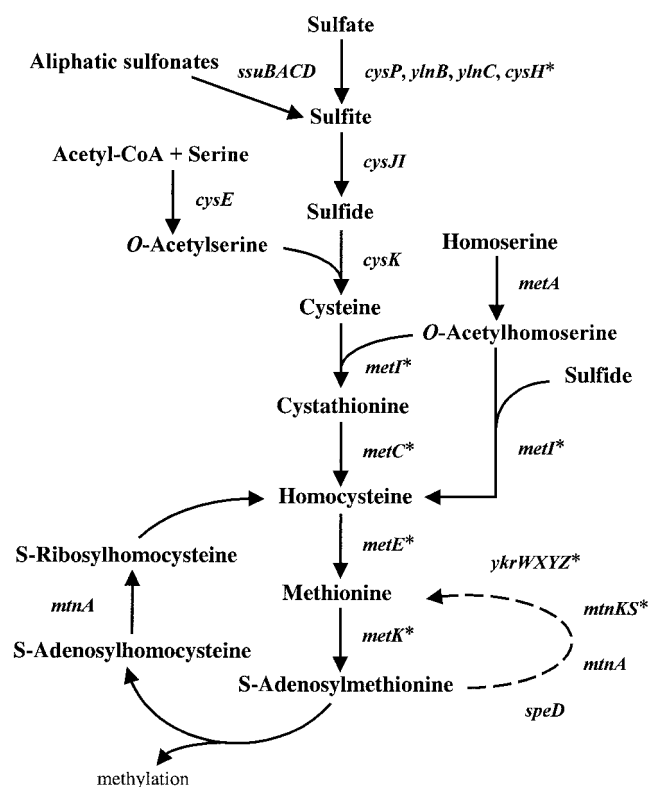 Sulfate
Aliphatic sulfonates
ssuBACD
cysP, ylnB, ylnC, cysH*
Sulfite
Acetyl-CoA + Serine
cysJI
cysE
Sulfide
O-Acetylserine
cysK
Homoserine
metA
Cysteine
O-Acetylhomoserine
metI*
Sulfide
Cystathionine
metC*
metI*
Homocysteine
S-Ribosylhomocysteine
metE*
ykrWXYZ*
Methionine
mtnKS*
mtnA
metK*
S-Adenosylhomocysteine
mtnA
S-Adenosylmethionine
speD
methylation